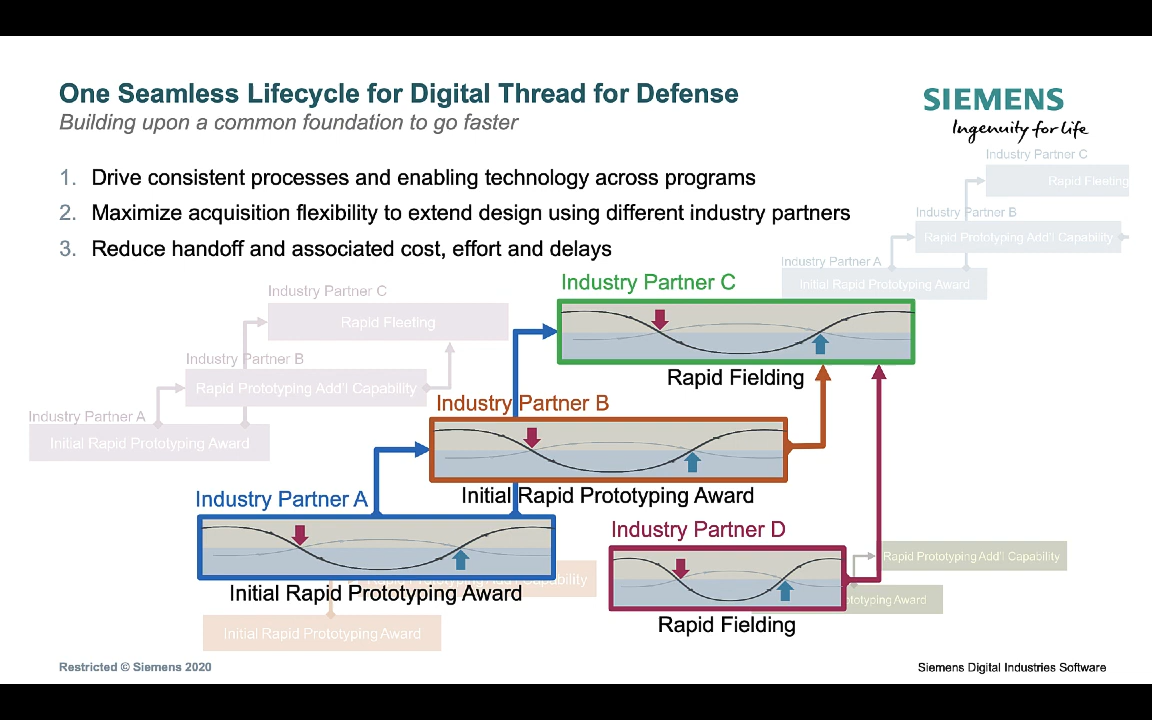 One Seamless Lifecycle for Digital Thread for Defense
Building upon a common foundation to go faster
SIEMENS
Ingenuity for life
1. Drive consistent processes and enabling technology across programs
2. Maximize acquisition flexibility to extend design using different industry partners
3. Reduce handoff and associated cost, effort and delays
Industry Partner C
Rapid Fleeting
Industry Partner B
Rapid Prototyping Add'l Capability
Industry Partner A
Initial Rapid Prototyping Award
Industry Partner C
Rapid Fleeting
Industry Partner B
Rapid Prototyping Add'l Capability
Industry Partner A
Initial Rapid Prototyping Award
Industry Partner C
Rapid Fielding
Industry Partner B
Initial Rapid Prototyping Award
Industry Partner A
Initial Rapid Prototyping Award
Industry Partner D
Rapid Fielding
Rapid Prototyping Add'l Capability
Initial Rapid Prototyping Award
Rapid Prototyping Add'l Capability
ototyping Award
Restricted © Siemens 2020
Siemens Digital Industries Software